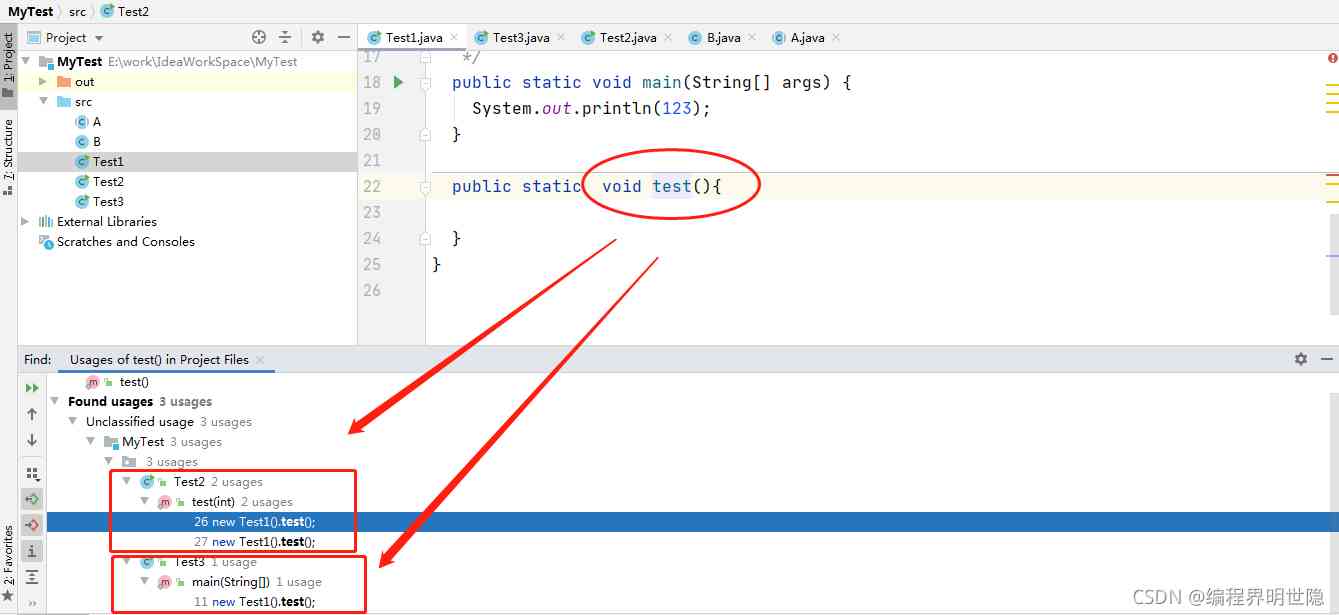 MyTest src Test2
Project
Test1.java Test3.java Test2.java B.java A.java
1: Project
7: Structure
2: Favorites
MyTest E:\work\IdeaWorkSpace\MyTest
out
src
A
B
Test1
Test2
Test3
External Libraries
Scratches and Consoles
17 */
18 public static void main(String[] args) {
19 System.out.println(123);
20 }
21
22 public static void test(){
23
24 }
25 }
26
Find: Usages of test() in Project Files
test()
Found usages 3 usages
Unclassified usage 3 usages
MyTest 3 usages
3 usages
Test2 2 usages
test(int) 2 usages
26 new Test1().test();
27 new Test1().test();
Test3 1 usage
main(String[]) 1 usage
11 new Test1().test();
CSDN @编程界明世隐